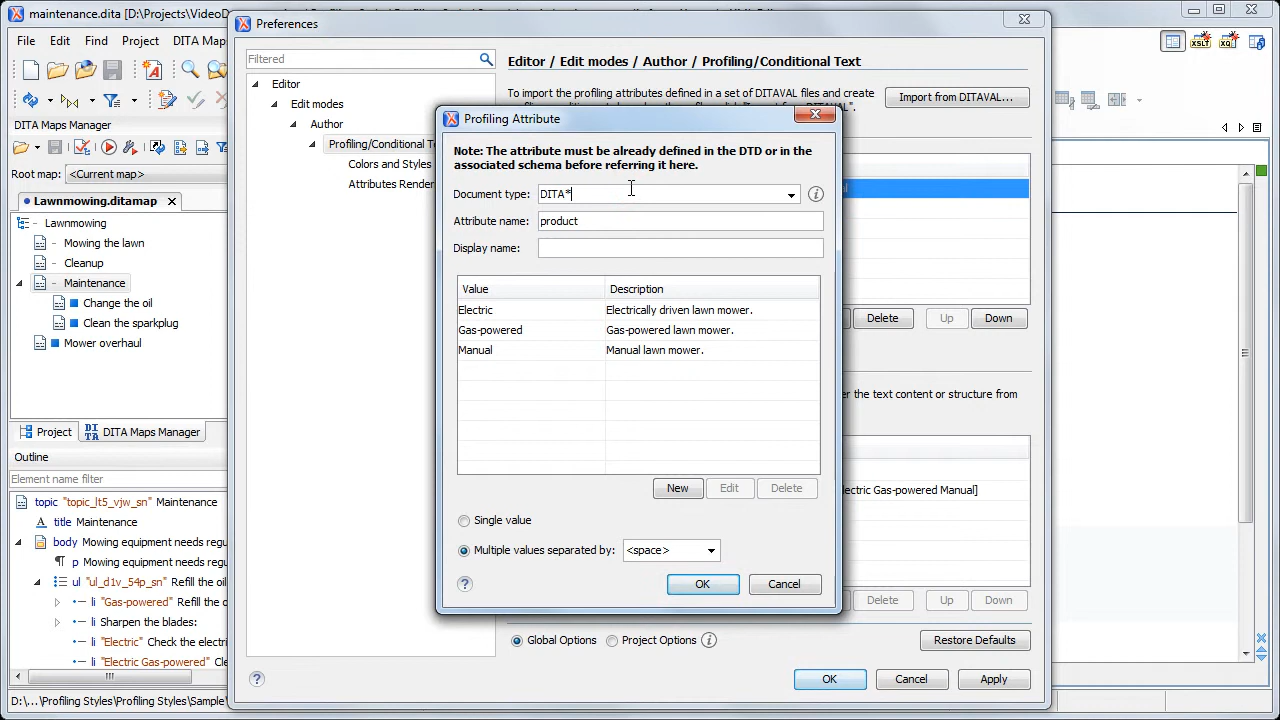 maintenance.dita [D:\Projects\VideoD
File Edit Find Project DITA Maps
DITA Maps Manager
Root map: <Current map>
Lawnmowing.ditamap
Lawnmowing
Mowing the lawn
Cleanup
Maintenance
Change the oil
Clean the sparkplug
Mower overhaul
Project DITA Maps Manager
Outline
Element name filter
topic "topic_lt5_vjw_sn" Maintenance
title Maintenance
body "Mowing equipment needs regu
p Mowing equipment needs regu
ul "ul_d1v_54p_sn" Refill the oil
li "Gas-powered" Refill the o
li Sharpen the blades:
li "Electric" Check the electri
li "Electric Gas-powered" Cle
D:\...\Profiling Styles\Profiling Styles\Sample\
Preferences
Filtered
Editor
Edit modes
Author
Profiling/Conditional T
Colors and Styles
Attributes Render
Editor / Edit modes / Author / Profiling/Conditional Text
To import the profiling attributes defined in a set of DITAVAL files and create
Import from DITAVAL...
Delete Up Down
er the text content or structure from
lectric Gas-powered Manual]
Delete Up Down
Global Options Project Options
Restore Defaults
OK Cancel Apply
Profiling Attribute
Note: The attribute must be already defined in the DTD or in the
associated schema before referring it here.
Document type: DITA*
Attribute name: product
Display name:
Value Description
Electric Electrically driven lawn mower.
Gas-powered Gas-powered lawn mower.
Manual Manual lawn mower.
New Edit Delete
Single value
Multiple values separated by: <space>
OK Cancel
XSLT
XQ